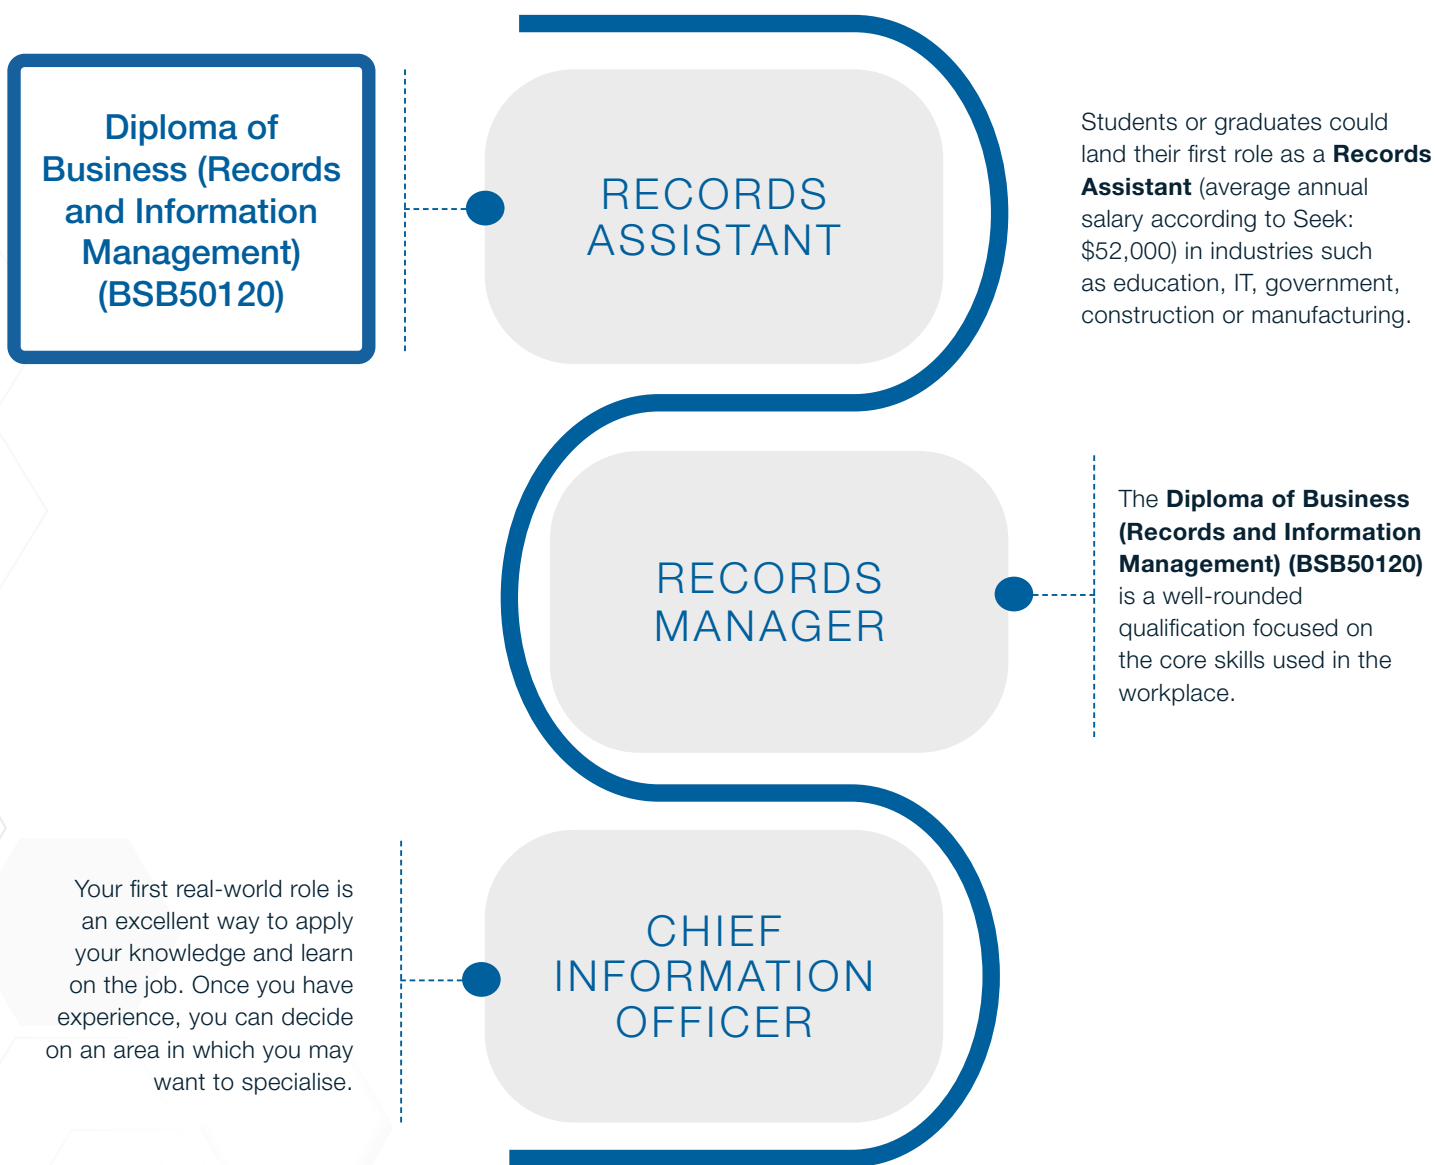 Diploma of
Business (Records
and Information
Management)
(BSB50120)
RECORDS
ASSISTANT
Students or graduates could
land their first role as a Records
Assistant (average annual
salary according to Seek:
$52,000) in industries such
as education, IT, government,
construction or manufacturing.
RECORDS
MANAGER
The Diploma of Business
(Records and Information
Management) (BSB50120)
is a well-rounded
qualification focused on
the core skills used in the
workplace.
Your first real-world role is
an excellent way to apply
your knowledge and learn
on the job. Once you have
experience, you can decide
on an area in which you may
want to specialise.
CHIEF
INFORMATION
OFFICER